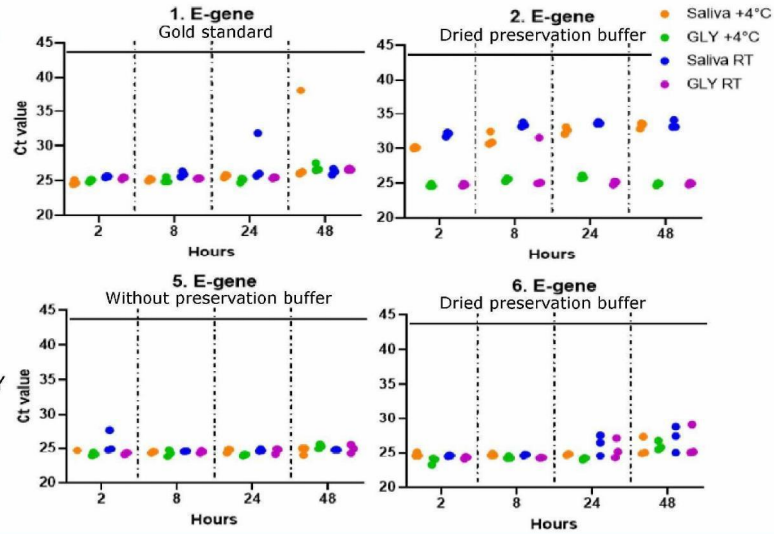 1. E-gene
Gold standard
45
40
35
30
25
20
Ct value
2
8
24
48
Hours
2. E-gene
Dried preservation buffer
45
40
35
30
25
20
2
8
24
48
Hours
Saliva +4°C
GLY +4°C
Saliva RT
GLY RT
5. E-gene
Without preservation buffer
45
40
35
30
25
20
Y
Ct value
2
8
24
48
Hours
6. E-gene
Dried preservation buffer
45
40
35
30
25
20
2
8
24
48
Hours